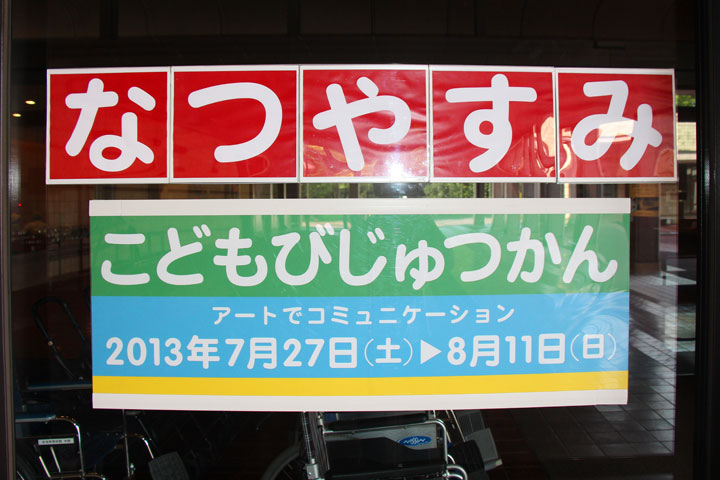 なつやすみ
こどもびじゅつかん
アートでコミュニケーション
2013年7月27日(土)▶8月11日(日)